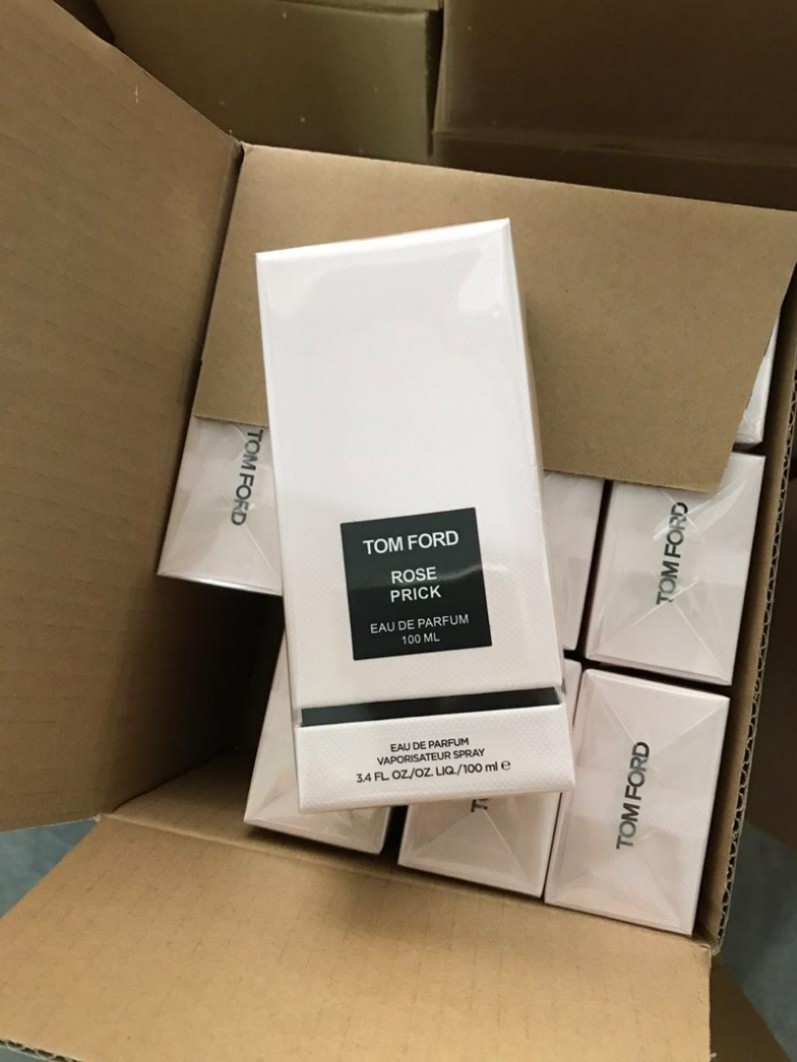 TOM FORD
ROSE
PRICK
EAU DE PARFUM
100 ML
EAU DE PARFUM
VAPORISATEUR SPRAY
3.4 FL. OZ./OZ. LIQ./100 ml ℮
TOM FORD
TOM FORD
TOM FORD